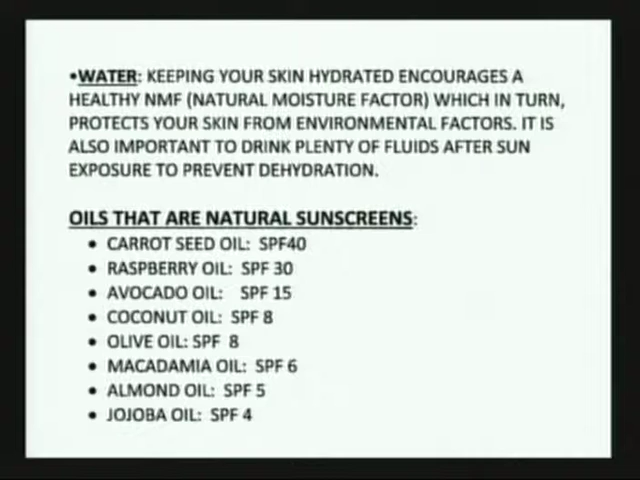 •WATER: KEEPING YOUR SKIN HYDRATED ENCOURAGES A
HEALTHY NMF (NATURAL MOISTURE FACTOR) WHICH IN TURN,
PROTECTS YOUR SKIN FROM ENVIRONMENTAL FACTORS. IT IS
ALSO IMPORTANT TO DRINK PLENTY OF FLUIDS AFTER SUN
EXPOSURE TO PREVENT DEHYDRATION.
OILS THAT ARE NATURAL SUNSCREENS:
• CARROT SEED OIL: SPF40
• RASPBERRY OIL: SPF 30
• AVOCADO OIL: SPF 15
• COCONUT OIL: SPF 8
• OLIVE OIL: SPF 8
• MACADAMIA OIL: SPF 6
• ALMOND OIL: SPF 5
• JOJOBA OIL: SPF 4